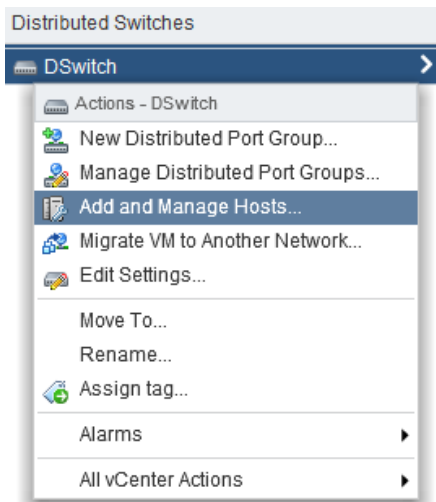 Distributed Switches
DSwitch
Actions - DSwitch
New Distributed Port Group...
Manage Distributed Port Groups...
Add and Manage Hosts...
Migrate VM to Another Network...
Edit Settings...
Move To...
Rename...
Assign tag...
Alarms
All vCenter Actions